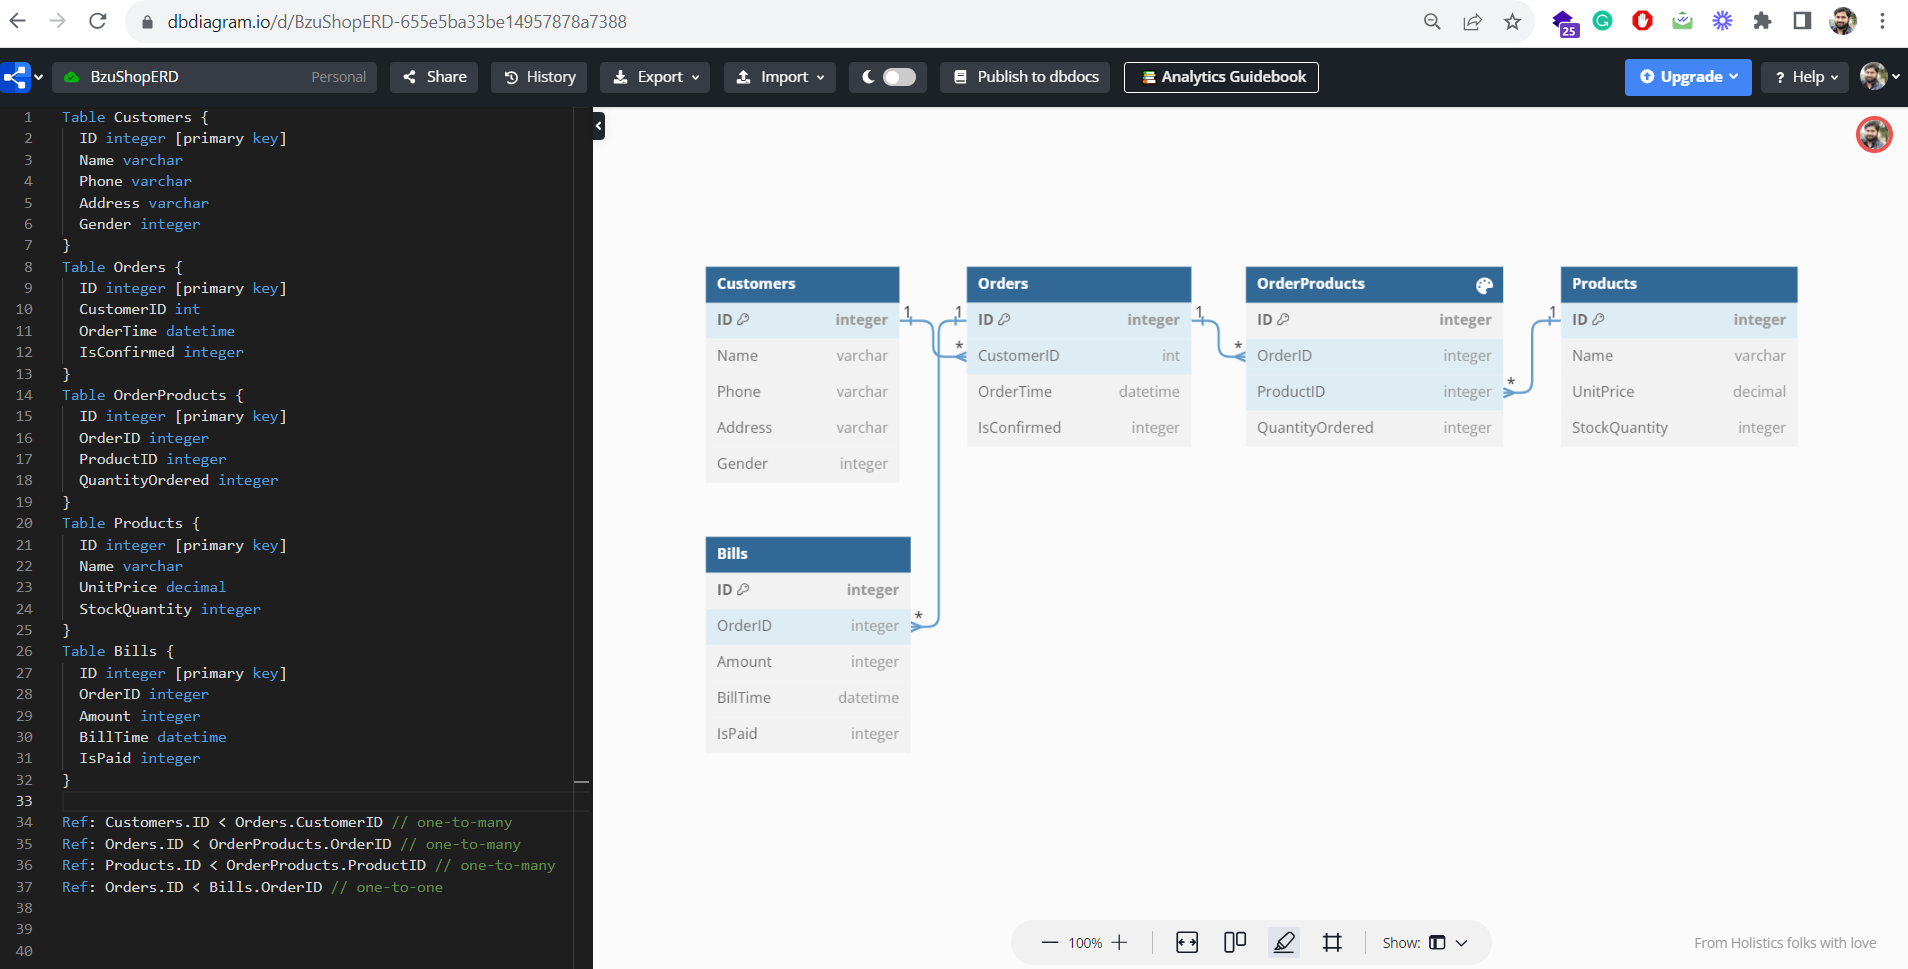 dbdiagram.io/d/BzuShopERD-655e5ba33be14957878a7388
25
BzuShopERD Personal Share History Export Import Publish to dbdocs Analytics Guidebook Upgrade ? Help
1 Table Customers {
2 ID integer [primary key]
3 Name varchar
4 Phone varchar
5 Address varchar
6 Gender integer
7 }
8 Table Orders {
9 ID integer [primary key]
10 CustomerID int
11 OrderTime datetime
12 IsConfirmed integer
13 }
14 Table OrderProducts {
15 ID integer [primary key]
16 OrderID integer
17 ProductID integer
18 QuantityOrdered integer
19 }
20 Table Products {
21 ID integer [primary key]
22 Name varchar
23 UnitPrice decimal
24 StockQuantity integer
25 }
26 Table Bills {
27 ID integer [primary key]
28 OrderID integer
29 Amount integer
30 BillTime datetime
31 IsPaid integer
32 }
33
34 Ref: Customers.ID < Orders.CustomerID // one-to-many
35 Ref: Orders.ID < OrderProducts.OrderID // one-to-many
36 Ref: Products.ID < OrderProducts.ProductID // one-to-many
37 Ref: Orders.ID < Bills.OrderID // one-to-one
38
39
40
Customers
ID integer 1
Name varchar
Phone varchar
Address varchar
Gender integer
Orders
1 ID integer 1
* CustomerID int
OrderTime datetime
IsConfirmed integer
OrderProducts
ID integer
* OrderID integer
ProductID integer *
QuantityOrdered integer
Products
1 ID integer
Name varchar
UnitPrice decimal
StockQuantity integer
Bills
ID integer
OrderID integer *
Amount integer
BillTime datetime
IsPaid integer
100% Show:
From Holistics folks with love